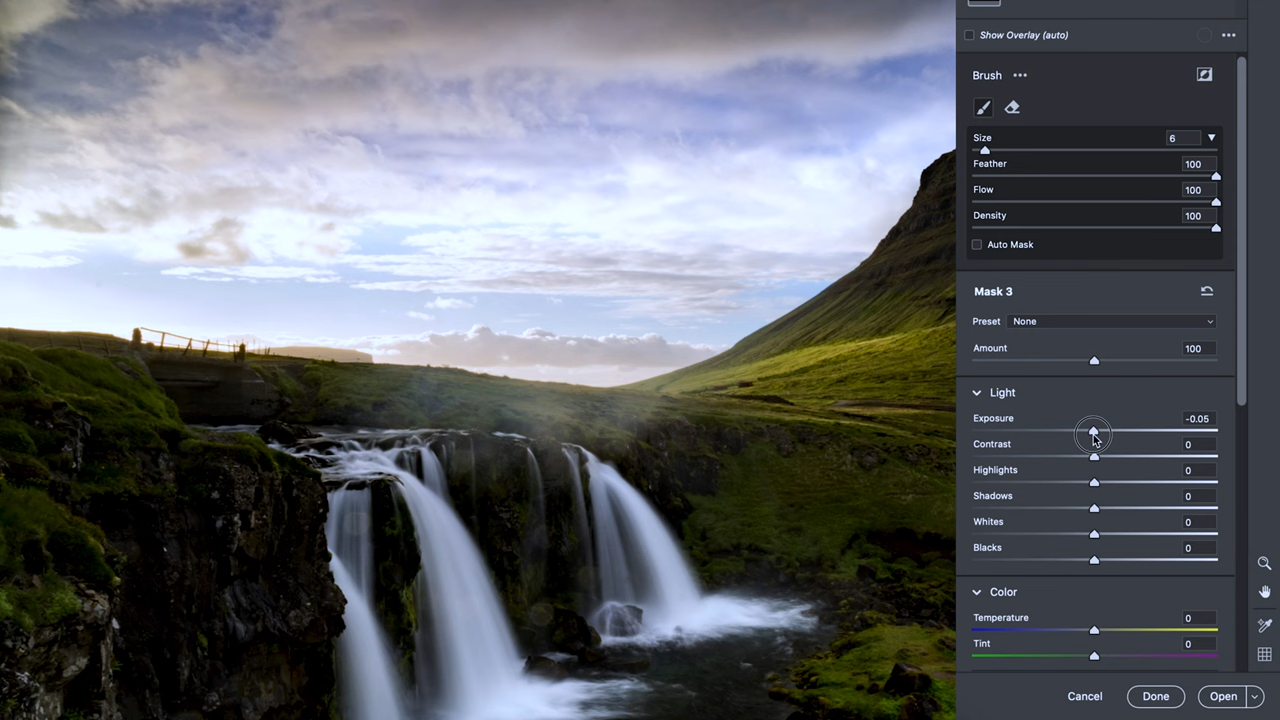 Show Overlay (auto)
Brush
Size 6
Feather 100
Flow 100
Density 100
Auto Mask
Mask 3
Preset None
Amount 100
Light
Exposure -0.05
Contrast 0
Highlights 0
Shadows 0
Whites 0
Blacks 0
Color
Temperature 0
Tint 0
Cancel Done Open